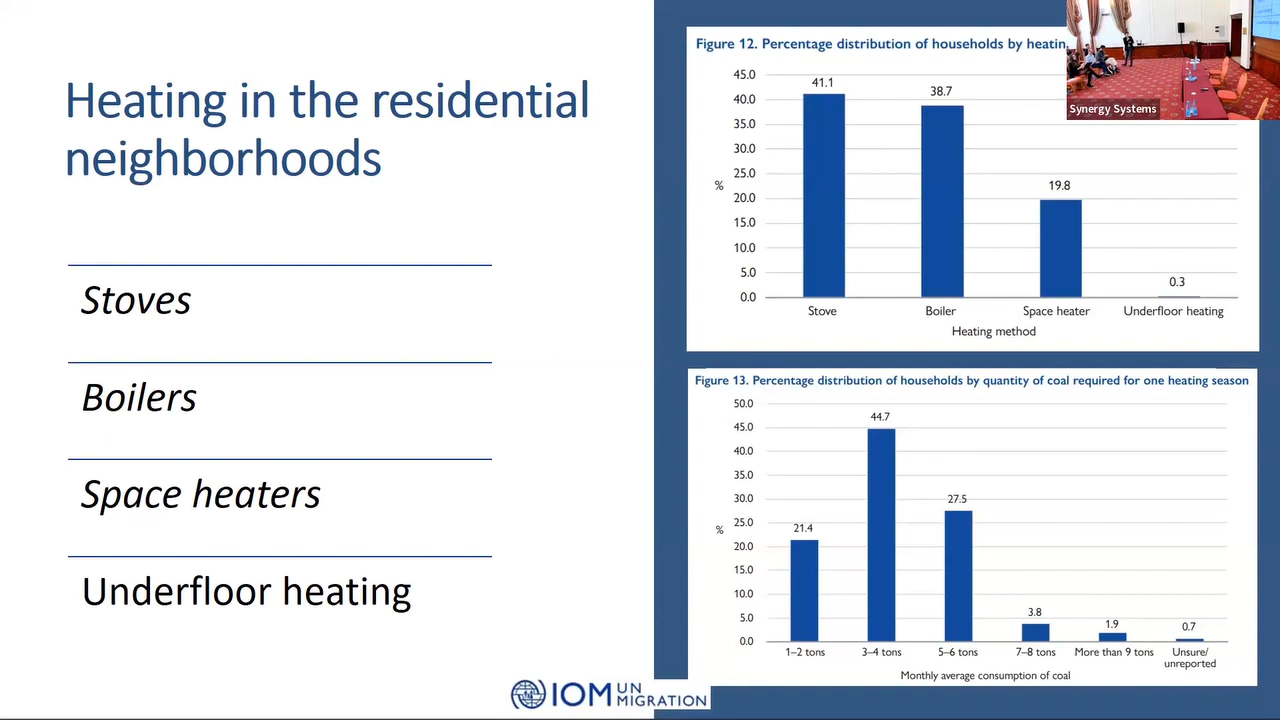 Heating in the residential
neighborhoods
Stoves
Boilers
Space heaters
Underfloor heating
IOM UN
MIGRATION
Figure 12. Percentage distribution of households by
45.0
40.0
35.0
30.0
25.0
20.0
15.0
10.0
5.0
0.0
%
41.1
38.7
19.8
0.3
Stove
Boiler
Space heater
Underfloor heating
Heating method
Synergy Systems
Figure 13. Percentage distribution of households by quantity of coal required for one heating season
50.0
45.0
40.0
35.0
30.0
25.0
20.0
15.0
10.0
5.0
0.0
%
21.4
44.7
27.5
3.8
1.9
0.7
1–2 tons
3–4 tons
5–6 tons
7–8 tons
More than 9 tons
Unsure/
unreported
Monthly average consumption of coal